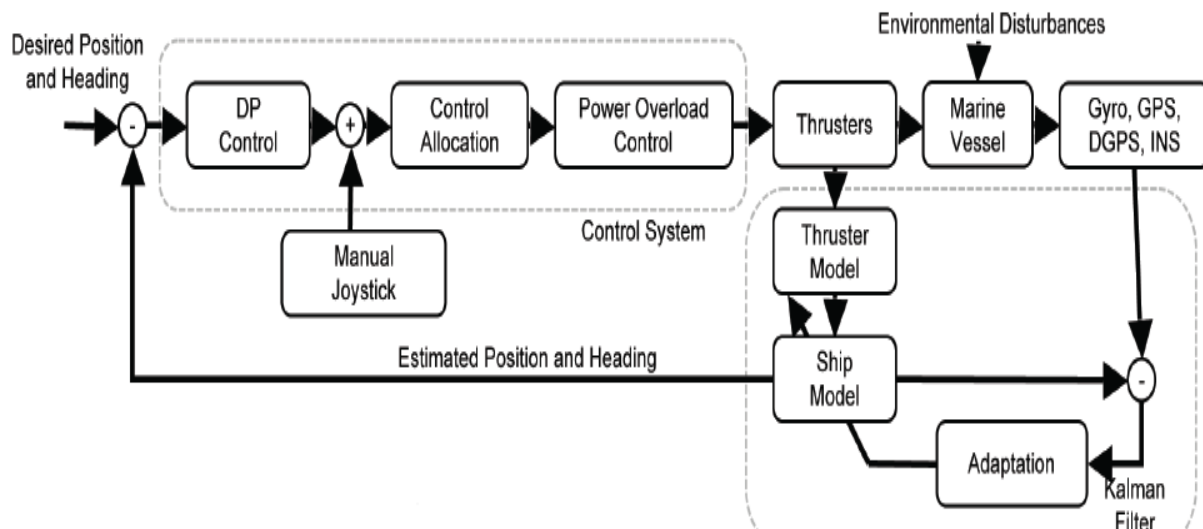 Environmental Disturbances
Desired Position
and Heading
-
DP
Control
+
Control
Allocation
Power Overload
Control
Thrusters
Marine
Vessel
Gyro, GPS,
DGPS, INS
Control System
Manual
Joystick
Thruster
Model
Estimated Position and Heading
Ship
Model
-
Adaptation
Kalman
Filter